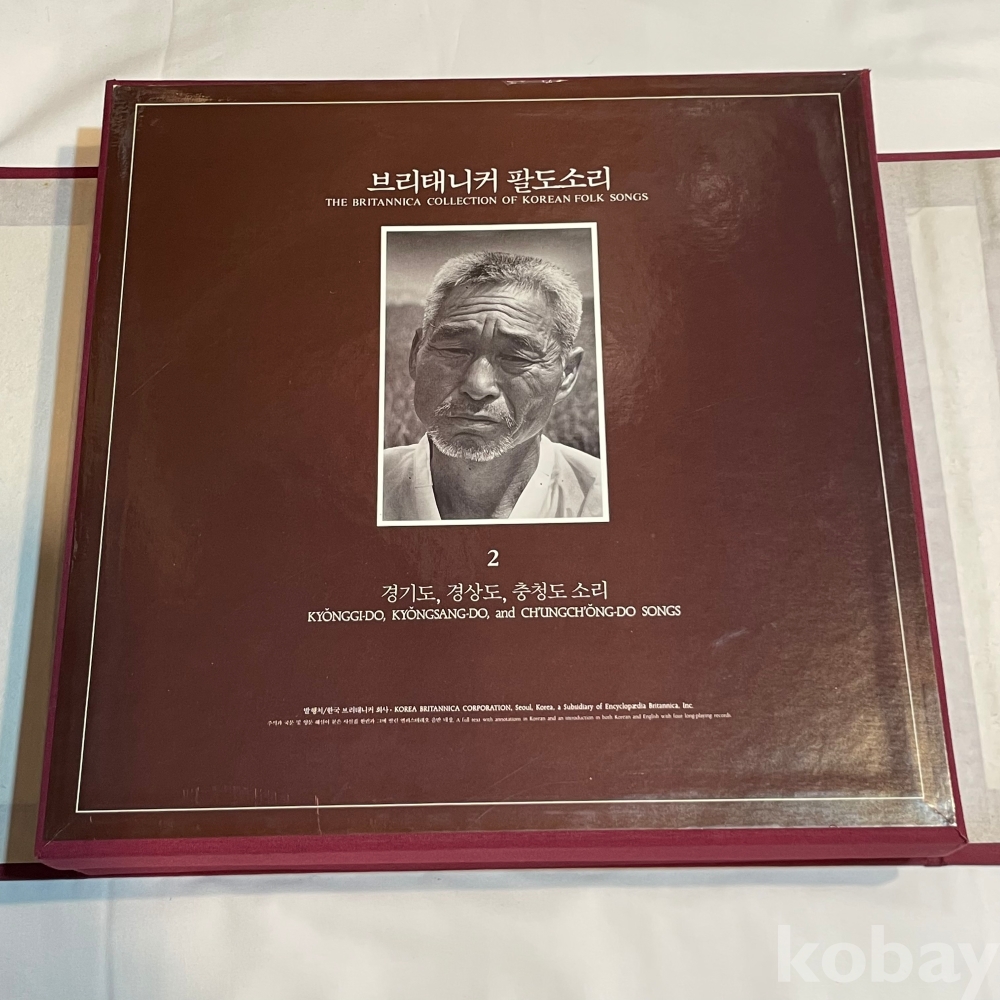 브리태니커 팔도소리
THE BRITANNICA COLLECTION OF KOREAN FOLK SONGS
2
경기도, 경상도, 충청도 소리
KYŎNGGI-DO, KYŎNGSANG-DO, and CH'UNGCH'ŎNG-DO SONGS
발행처/한국 브리태니커 회사 · KOREA BRITANNICA CORPORATION, Seoul, Korea, a Subsidiary of Encyclopædia Britannica, Inc.
A full text with annotations in Korean and an introduction in both Korean and English with four long-playing records
kobay